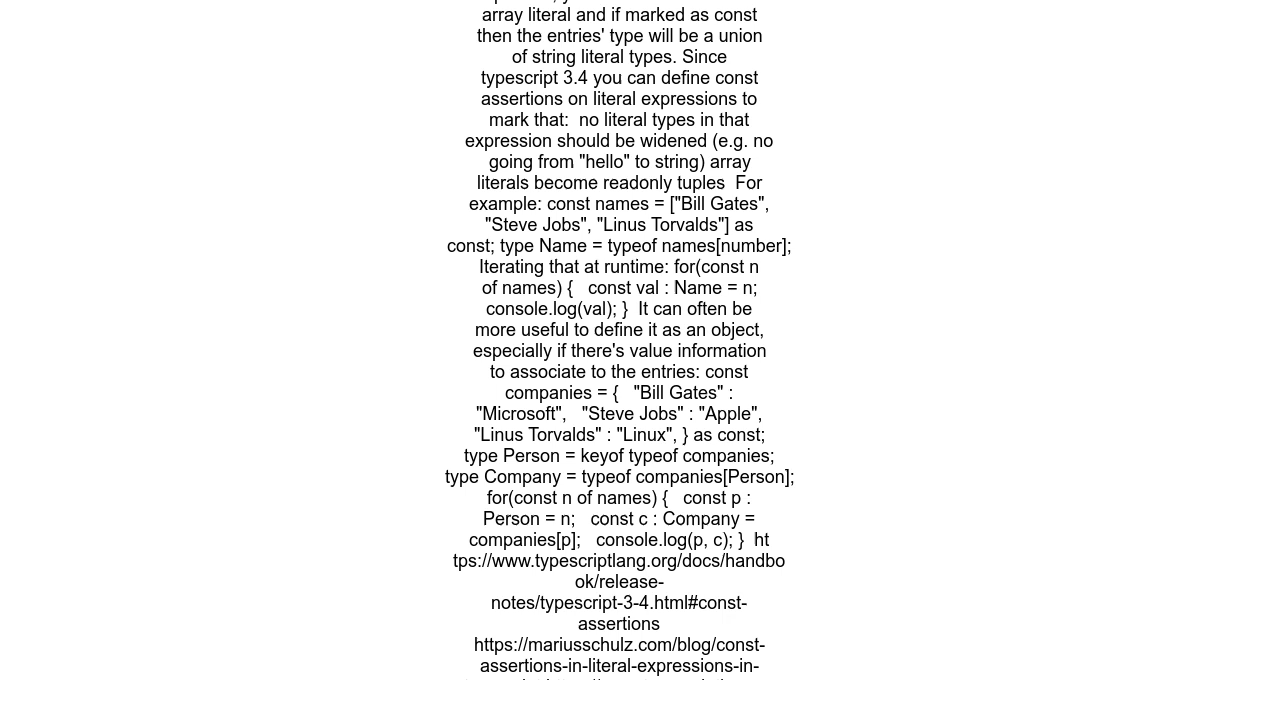 array literal and if marked as const
then the entries' type will be a union
of string literal types. Since
typescript 3.4 you can define const
assertions on literal expressions to
mark that:  no literal types in that
expression should be widened (e.g. no
going from "hello" to string) array
literals become readonly tuples  For
example: const names = ["Bill Gates",
"Steve Jobs", "Linus Torvalds"] as
const; type Name = typeof names[number];
Iterating that at runtime: for(const n
of names) {   const val : Name = n;
console.log(val); }  It can often be
more useful to define it as an object,
especially if there's value information
to associate to the entries: const
companies = {   "Bill Gates" :
"Microsoft",   "Steve Jobs" : "Apple",
"Linus Torvalds" : "Linux", } as const;
type Person = keyof typeof companies;
type Company = typeof companies[Person];
for(const n of names) {   const p :
Person = n;   const c : Company =
companies[p];   console.log(p, c); }  ht
tps://www.typescriptlang.org/docs/handbo
ok/release-
notes/typescript-3-4.html#const-
assertions
https://mariusschulz.com/blog/const-
assertions-in-literal-expressions-in-